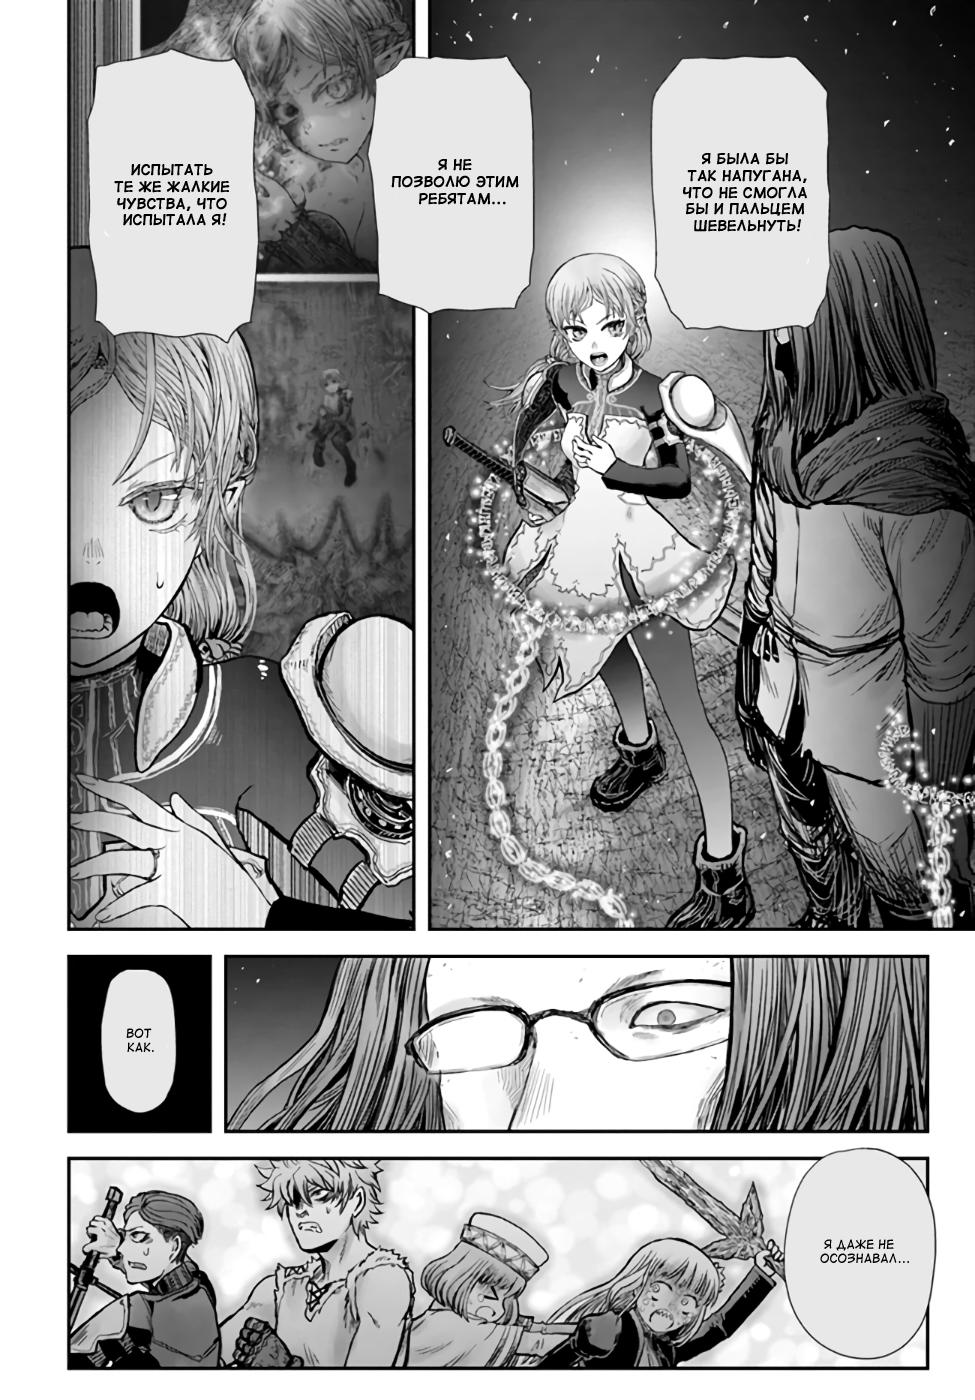 Я БЫЛА БЫ
ТАК НАПУГАНА,
ЧТО НЕ СМОГЛА
БЫ И ПАЛЬЦЕМ
ШЕВЕЛЬНУТЬ!
Я НЕ
ПОЗВОЛЮ ЭТИМ
РЕБЯТАМ...
ИСПЫТАТЬ
ТЕ ЖЕ ЖАЛКИЕ
ЧУВСТВА, ЧТО
ИСПЫТАЛА Я!
ВОТ
КАК.
Я ДАЖЕ НЕ
ОСОЗНАВАЛ...